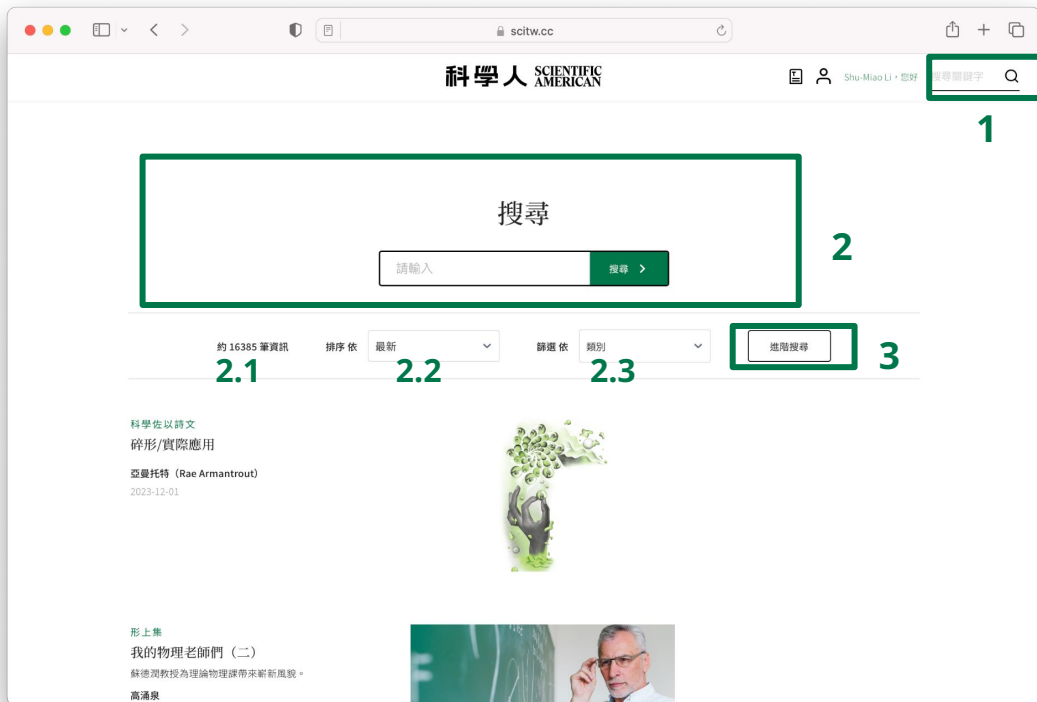 scitw.cc
科學人 SCIENTIFIC AMERICAN
Shu-Miao Li，您好
搜尋關鍵字
1
搜尋
請輸入
搜尋
2
約 16385 筆資訊
排序 依
最新
篩選 依
類別
進階搜尋
3
2.1
2.2
2.3
科學佐以詩文
碎形/實際應用
亞曼托特（Rae Armantrout）
2023-12-01
形上集
我的物理老師們（二）
蘇德潤教授為理論物理課帶來嶄新風貌。
高涌泉